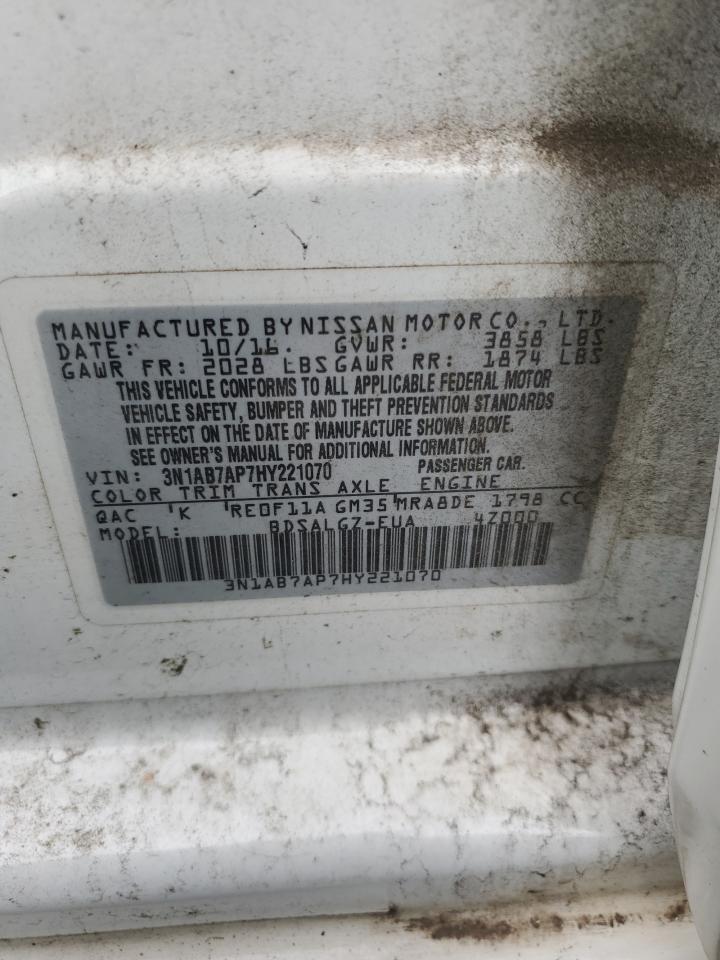 MANUFACTURED BY NISSAN MOTOR CO., LTD.
DATE: 10/16. GVWR: 3858 LBS
GAWR FR: 2028 LBS GAWR RR: 1874 LBS
THIS VEHICLE CONFORMS TO ALL APPLICABLE FEDERAL MOTOR
VEHICLE SAFETY, BUMPER AND THEFT PREVENTION STANDARDS
IN EFFECT ON THE DATE OF MANUFACTURE SHOWN ABOVE.
SEE OWNER'S MANUAL FOR ADDITIONAL INFORMATION.
VIN: 3N1AB7AP7HY221070 PASSENGER CAR.
COLOR TRIM TRANS AXLE ENGINE
QAC 'K 'RE0F11A GM35'MRA8DE 1798 CC
MODEL: BDSALGZ-EUA 4Z000
3N1AB7AP7HY221070